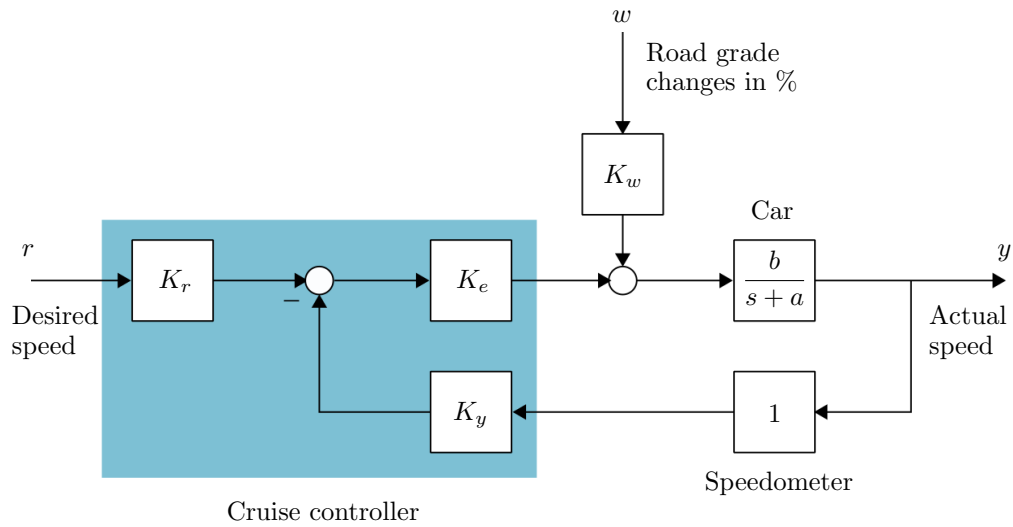 w
Road grade
changes in %
K_w
Car
r
K_r
−
K_e
b
s + a
y
Desired
speed
Actual
speed
K_y
1
Speedometer
Cruise controller